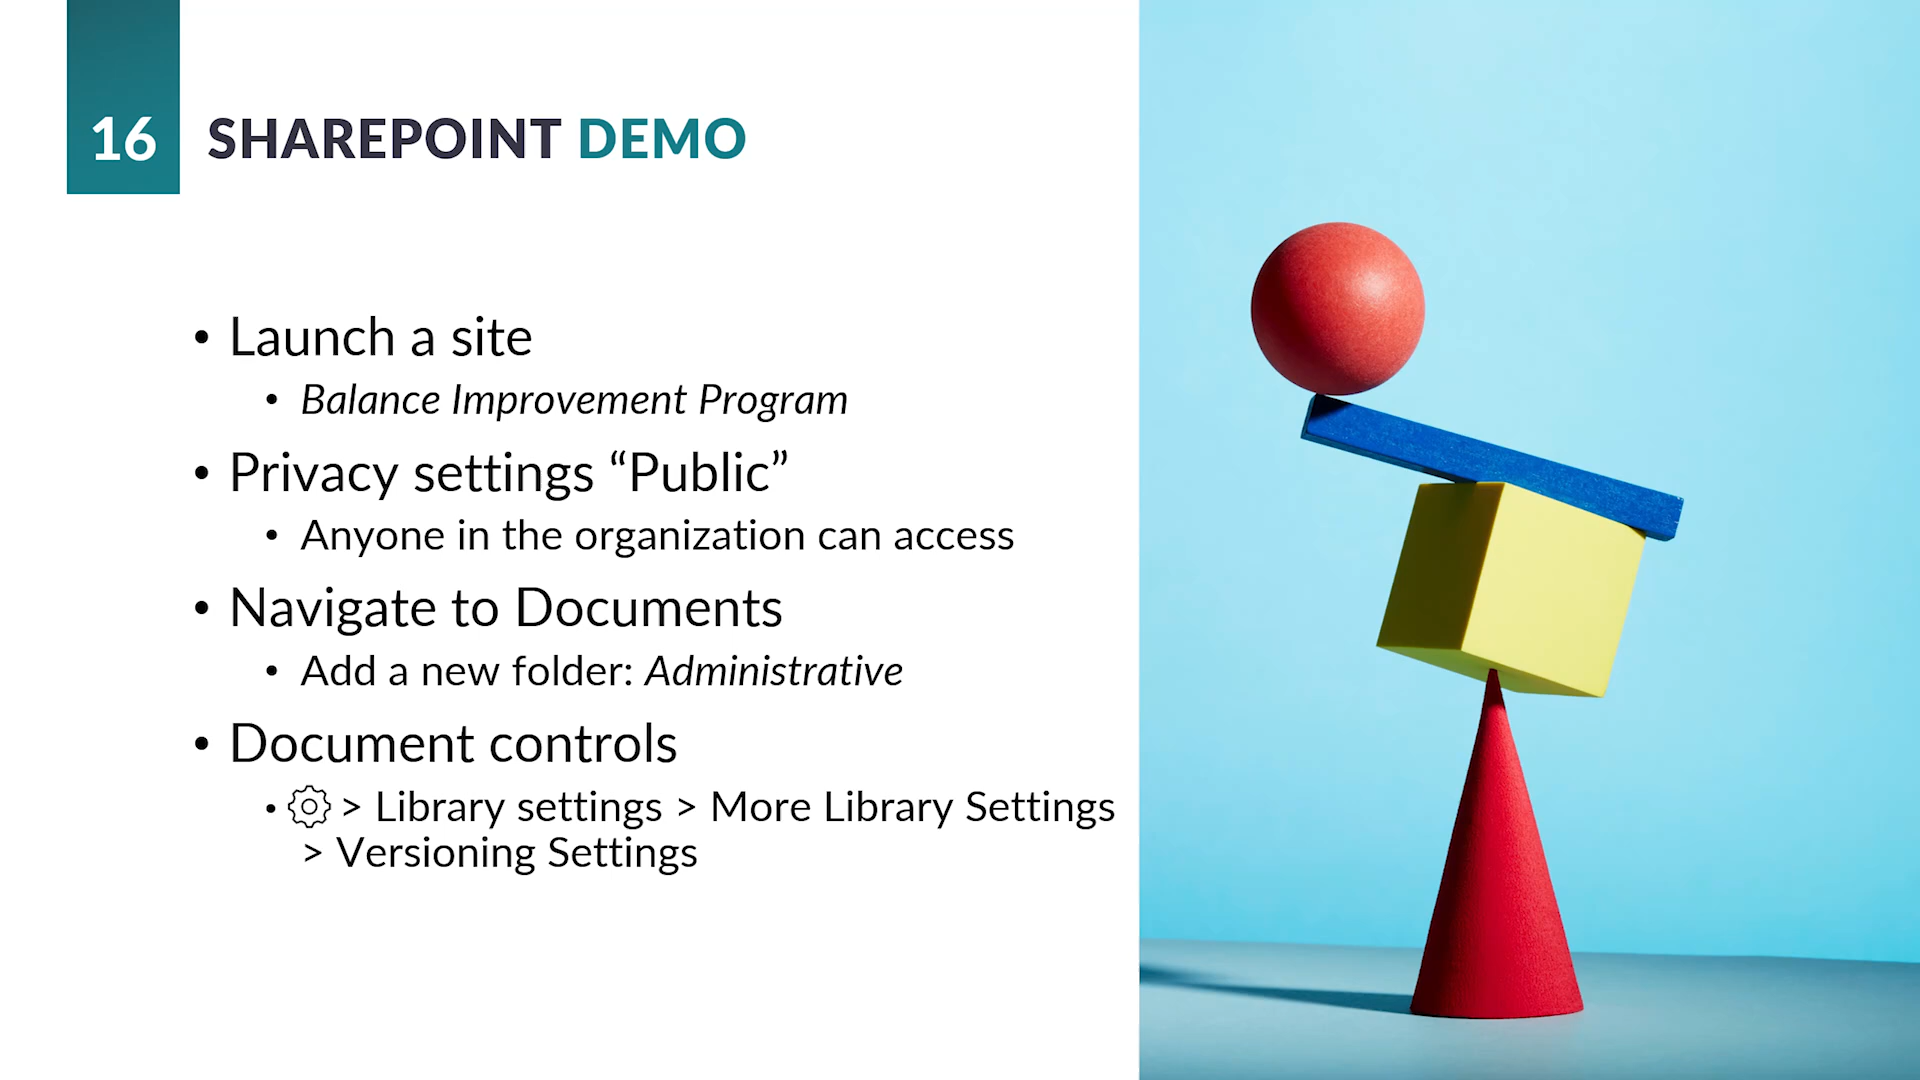 16
SHAREPOINT DEMO
• Launch a site
• Balance Improvement Program
• Privacy settings “Public”
• Anyone in the organization can access
• Navigate to Documents
• Add a new folder: Administrative
• Document controls
• > Library settings > More Library Settings
> Versioning Settings